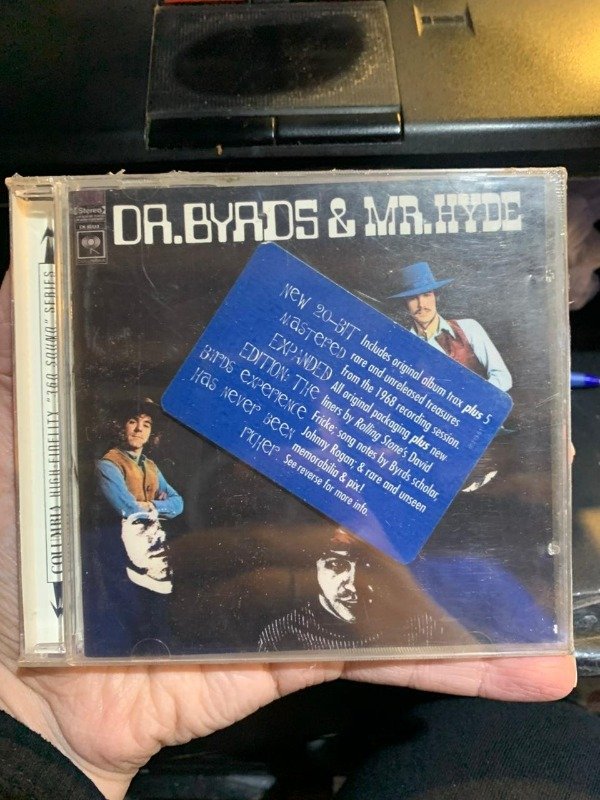 Stereo
DR.BYRDS & MR.HYDE
COLUMBIA HIGH FIDELITY "360 SOUND" SERIES
NEW 20-BIT
MASTERED
EXPANDED
EDITION: THE
BYRDS EXPERIENCE
HAS NEVER BEEN
RICHER
Includes original album trax plus 5
rare and unreleased treasures
from the 1968 recording session.
All original packaging plus new
liners by Rolling Stone's David
Fricke; song notes by Byrds scholar,
Johnny Rogan; & rare and unseen
memorabilia & pix!
See reverse for more info.